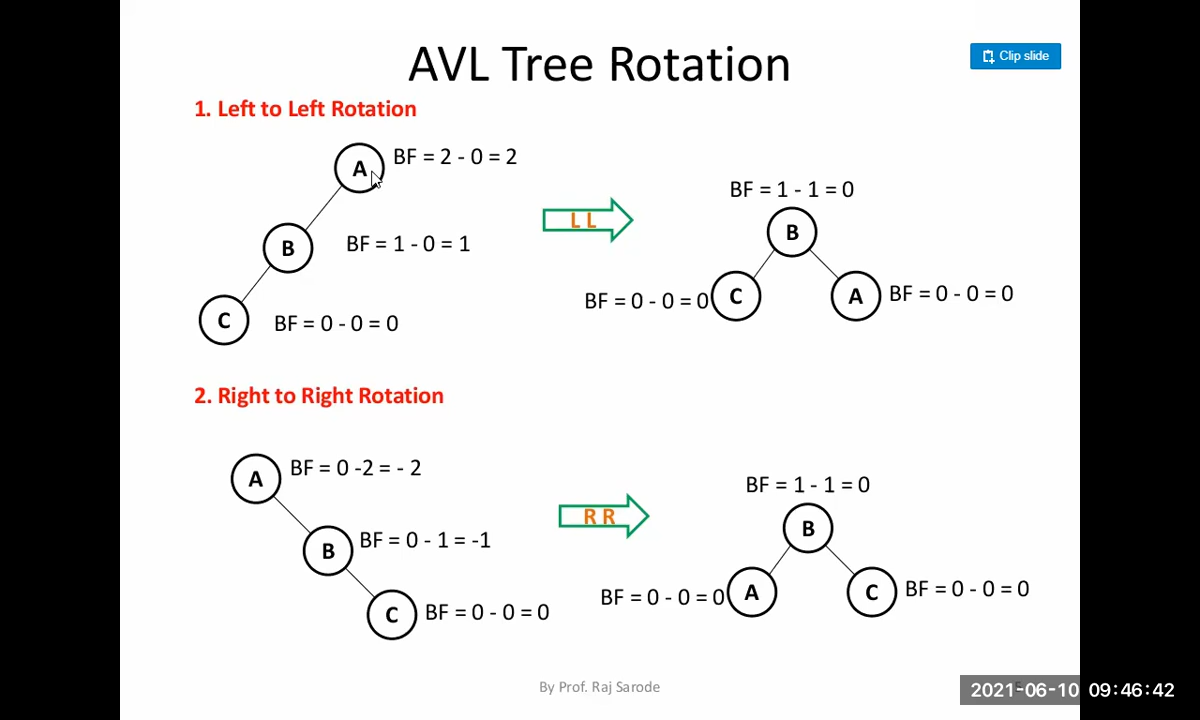 AVL Tree Rotation
Clip slide
1. Left to Left Rotation
A
BF = 2 - 0 = 2
B
BF = 1 - 0 = 1
C
BF = 0 - 0 = 0
L L
BF = 1 - 1 = 0
B
BF = 0 - 0 = 0
C
A
BF = 0 - 0 = 0
2. Right to Right Rotation
A
BF = 0 -2 = - 2
B
BF = 0 - 1 = -1
C
BF = 0 - 0 = 0
R R
BF = 1 - 1 = 0
B
BF = 0 - 0 = 0
A
C
BF = 0 - 0 = 0
By Prof. Raj Sarode
2021-06-10 09:46:42